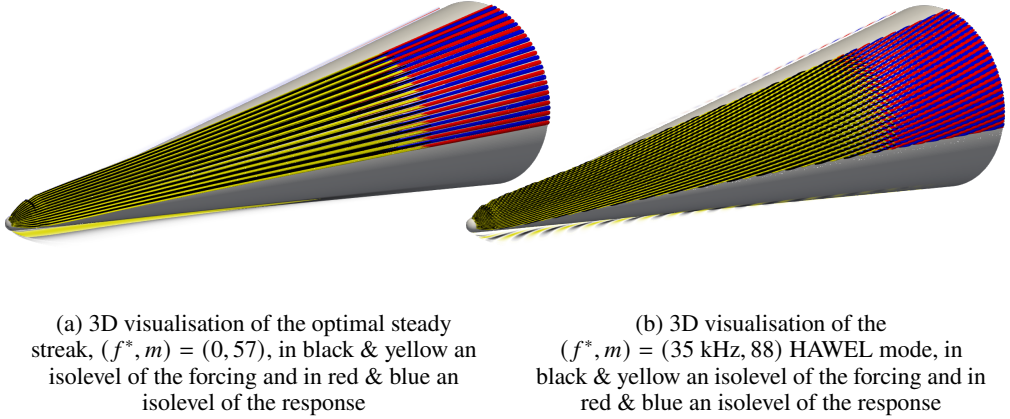 (a) 3D visualisation of the optimal steady
streak, (f*, m) = (0, 57), in black & yellow an
isolevel of the forcing and in red & blue an
isolevel of the response
(b) 3D visualisation of the
(f*, m) = (35 kHz, 88) HAWEL mode, in
black & yellow an isolevel of the forcing and in
red & blue an isolevel of the response